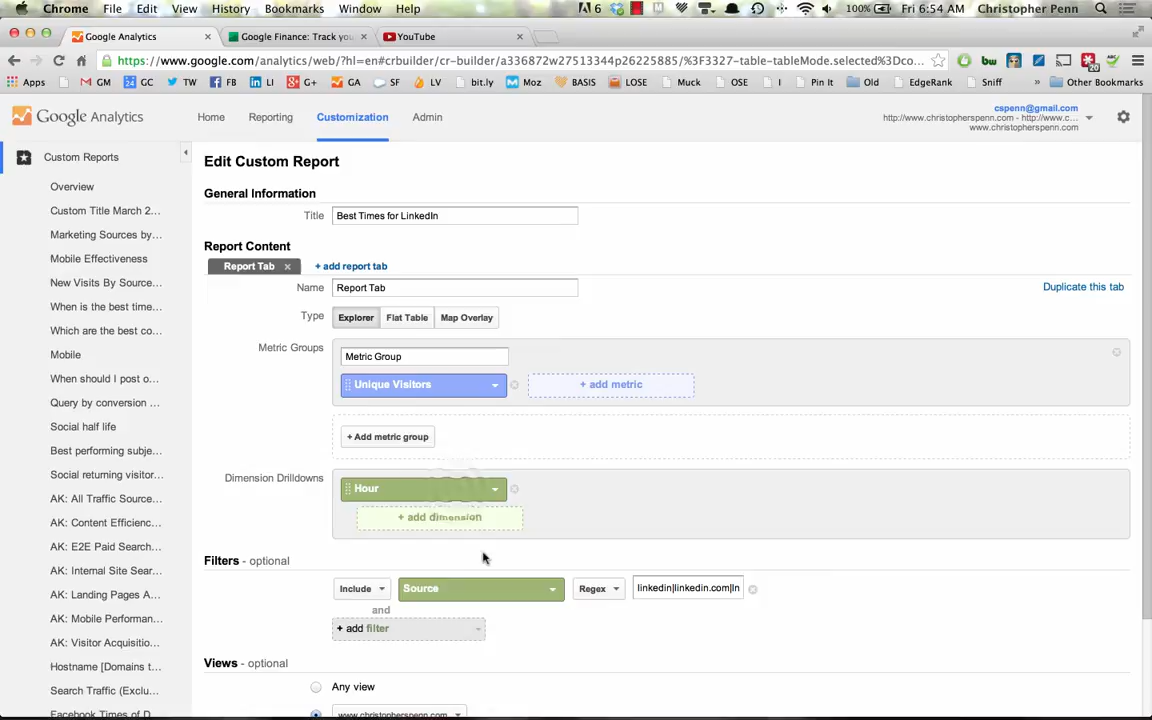 Chrome File Edit View History Bookmarks Window Help 6 100% Fri 6:54 AM Christopher Penn
Google Analytics × Google Finance: Track you × YouTube ×
https://www.google.com/analytics/web/?hl=en#crbuilder/cr-builder/a336872w27513344p26225885/%3F3327-table-tableMode.selected%3Dco...
Apps GM GC TW FB LI G+ GA SF LV bit.ly Moz BASIS LOSE Muck OSE I Pin It Old EdgeRank Sniff » Other Bookmarks
Google Analytics Home Reporting Customization Admin
cspenn@gmail.com
http://www.christopherspenn.com - http://www.c...
www.christopherspenn.com
Custom Reports
Overview
Custom Title March 2...
Marketing Sources by...
Mobile Effectiveness
New Visits By Source...
When is the best time...
Which are the best co...
Mobile
When should I post o...
Query by conversion ...
Social half life
Best performing subje...
Social returning visitor...
AK: All Traffic Source...
AK: Content Efficienc...
AK: E2E Paid Search...
AK: Internal Site Sear...
AK: Landing Pages A...
AK: Mobile Performan...
AK: Visitor Acquisitio...
Hostname [Domains t...
Search Traffic (Exclu...
Facebook Times of D...
Edit Custom Report
General Information
Title Best Times for LinkedIn
Report Content
Report Tab × + add report tab
Name Report Tab Duplicate this tab
Type Explorer Flat Table Map Overlay
Metric Groups
Metric Group
Unique Visitors + add metric
+ Add metric group
Dimension Drilldowns
Hour
+ add dimension
Filters - optional
Include Source Regex linkedin|linkedin.com|ln
and
+ add filter
Views - optional
Any view
www.christopherspenn.com